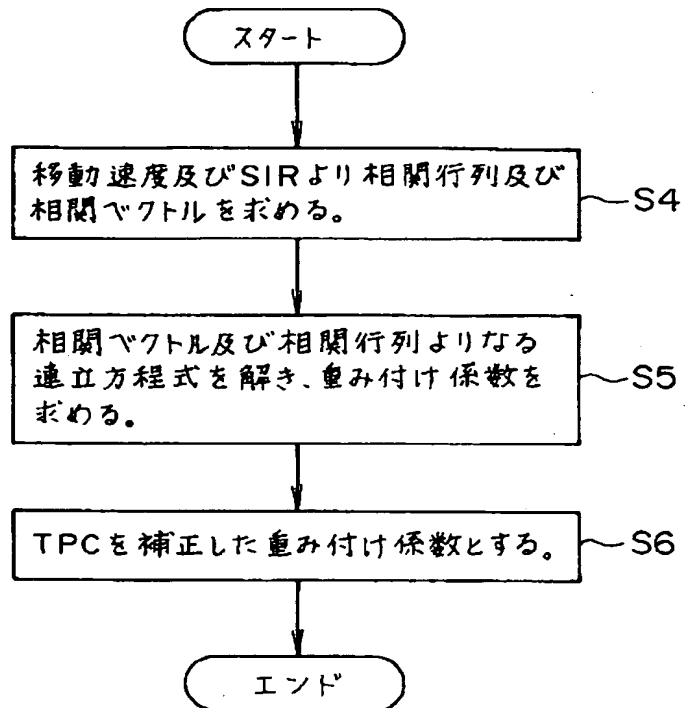 スタート
移動速度及びSIRより相関行列及び
相関ベクトルを求める。
S4
相関ベクトル及び相関行列よりなる
連立方程式を解き、重み付け係数を
求める。
S5
TPCを補正した重み付け係数とする。
S6
エンド